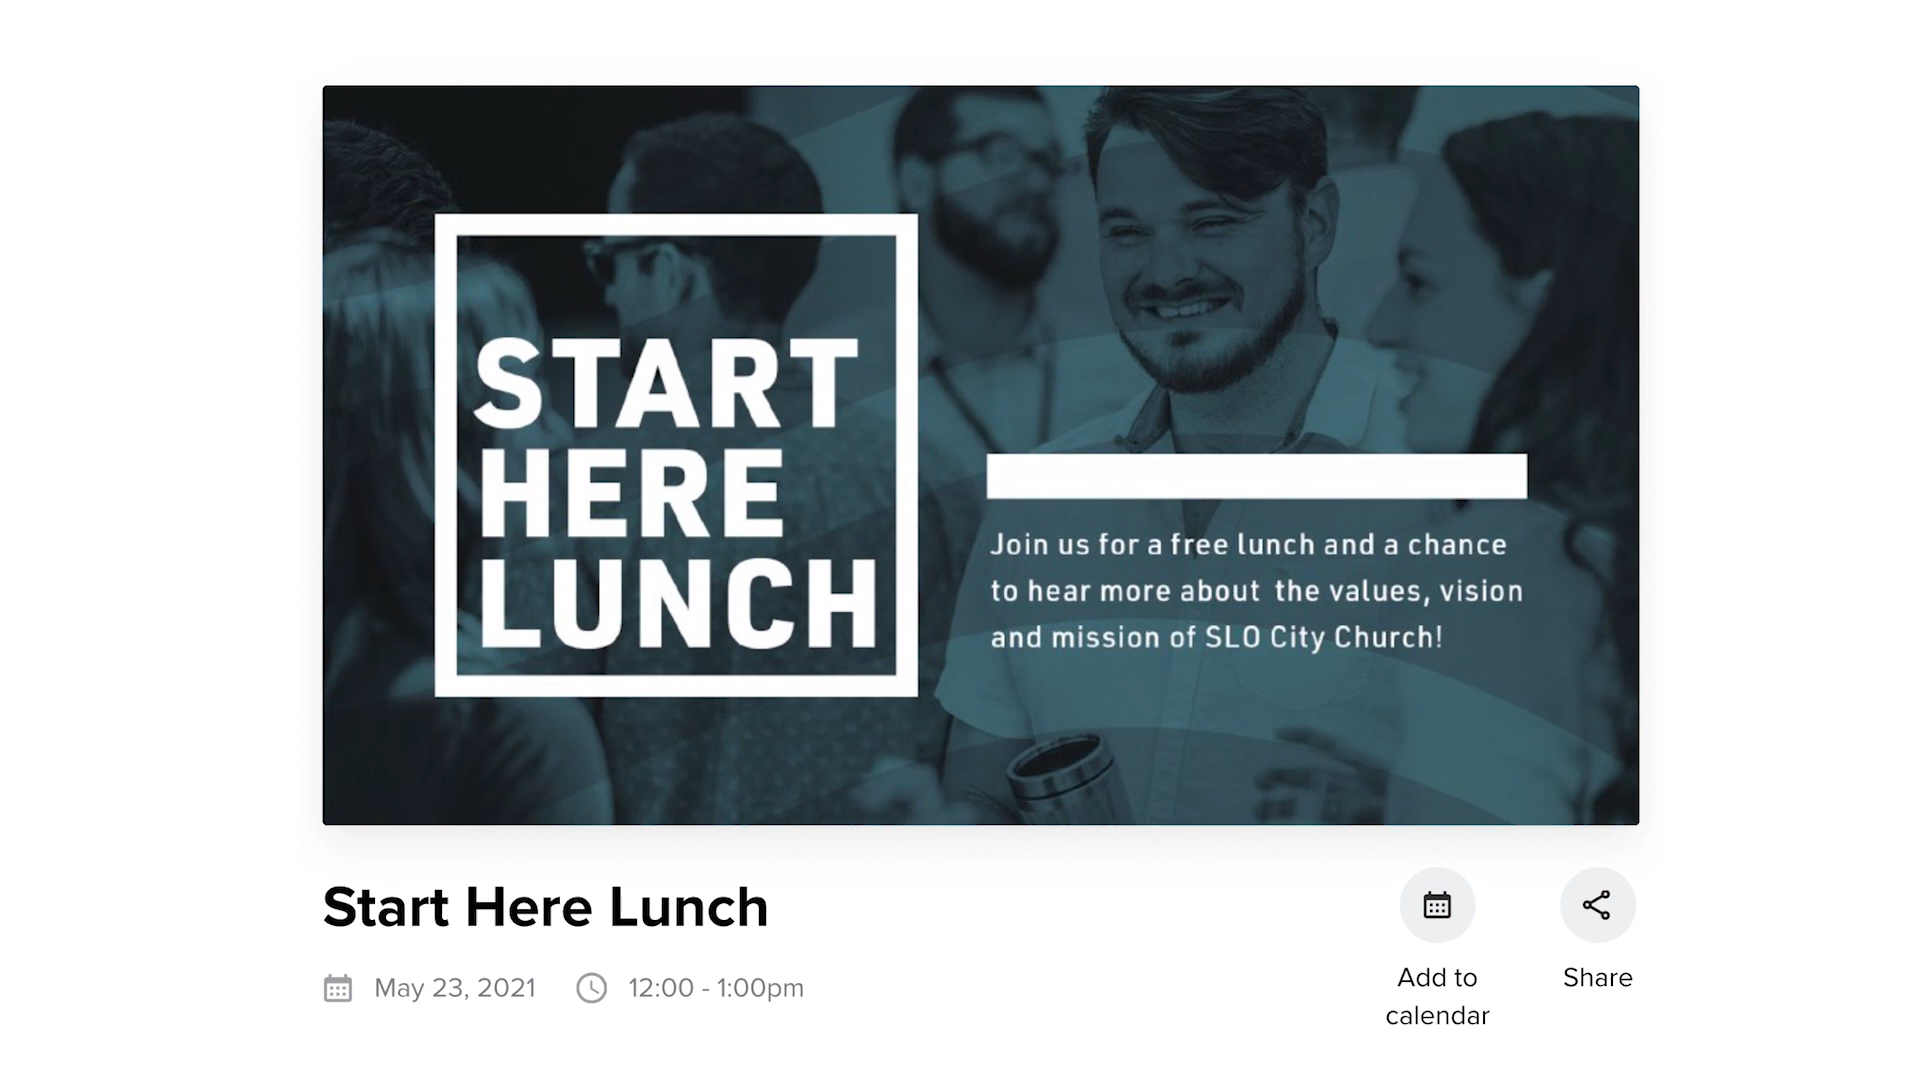 START
HERE
LUNCH
Join us for a free lunch and a chance
to hear more about the values, vision
and mission of SLO City Church!
Start Here Lunch
May 23, 2021 12:00 - 1:00pm
Add to
calendar
Share